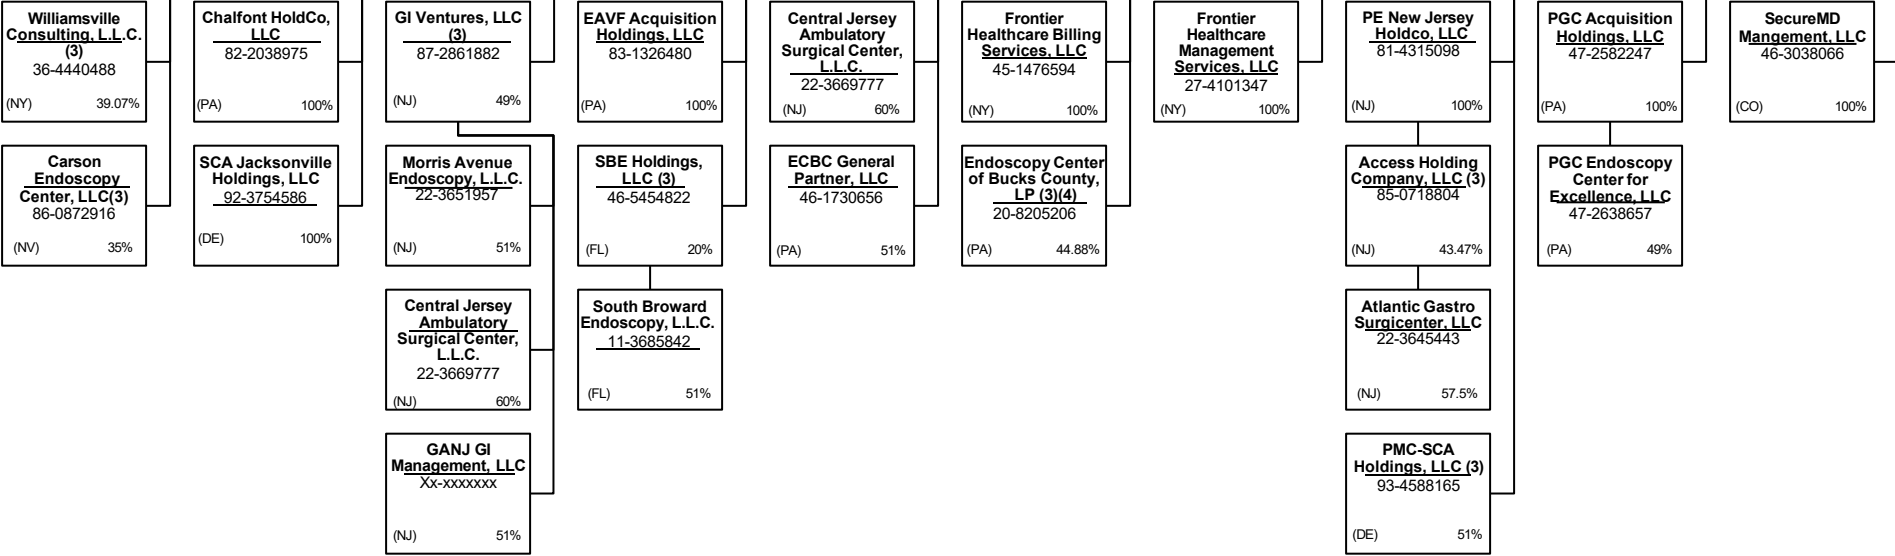 Williamsville
Consulting, L.L.C.
(3)
36-4440488
(NY) 39.07%
Chalfont HoldCo,
LLC
82-2038975
(PA) 100%
GI Ventures, LLC
(3)
87-2861882
(NJ) 49%
EAVF Acquisition
Holdings, LLC
83-1326480
(PA) 100%
Central Jersey
Ambulatory
Surgical Center,
L.L.C.
22-3669777
(NJ) 60%
Frontier
Healthcare Billing
Services, LLC
45-1476594
(NY) 100%
Frontier
Healthcare
Management
Services, LLC
27-4101347
(NY) 100%
PE New Jersey
Holdco, LLC
81-4315098
(NJ) 100%
PGC Acquisition
Holdings, LLC
47-2582247
(PA) 100%
SecureMD
Mangement, LLC
46-3038066
(CO) 100%
Carson
Endoscopy
Center, LLC(3)
86-0872916
(NV) 35%
SCA Jacksonville
Holdings, LLC
92-3754586
(DE) 100%
Morris Avenue
Endoscopy, L.L.C.
22-3651957
(NJ) 51%
SBE Holdings,
LLC (3)
46-5454822
(FL) 20%
ECBC General
Partner, LLC
46-1730656
(PA) 51%
Endoscopy Center
of Bucks County,
LP (3)(4)
20-8205206
(PA) 44.88%
Access Holding
Company, LLC (3)
85-0718804
(NJ) 43.47%
PGC Endoscopy
Center for
Excellence, LLC
47-2638657
(PA) 49%
Central Jersey
Ambulatory
Surgical Center,
L.L.C.
22-3669777
(NJ) 60%
South Broward
Endoscopy, L.L.C.
11-3685842
(FL) 51%
Atlantic Gastro
Surgicenter, LLC
22-3645443
(NJ) 57.5%
GANJ GI
Management, LLC
Xx-xxxxxxx
(NJ) 51%
PMC-SCA
Holdings, LLC (3)
93-4588165
(DE) 51%